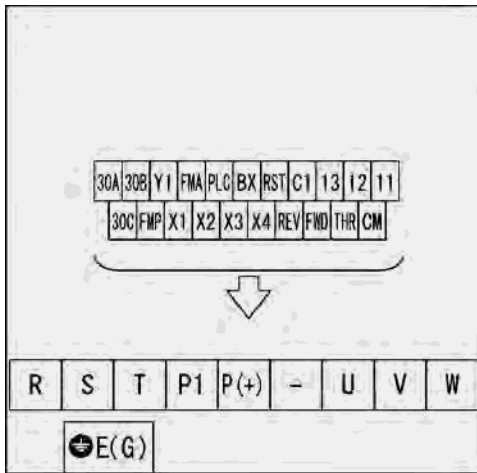 30A 30B Y1 FMA PLC BX RST C1 13 12 11
30C FMP X1 X2 X3 X4 REV FWD THR CM
R S T P1 P(+) - U V W
E(G)